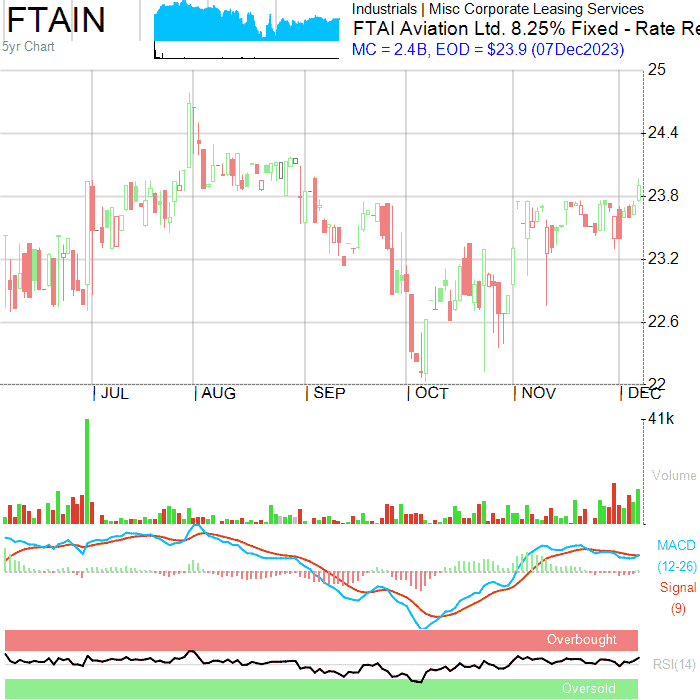 FTAIN
5yr Chart
Industrials | Misc Corporate Leasing Services
FTAI Aviation Ltd. 8.25% Fixed - Rate Re
MC = 2.4B, EOD = $23.9 (07Dec2023)
25
24.4
23.8
23.2
22.6
22
| JUL | AUG | SEP | OCT | NOV | DEC
41k
Volume
MACD
(12-26)
Signal
(9)
Overbought
RSI(14)
Oversold